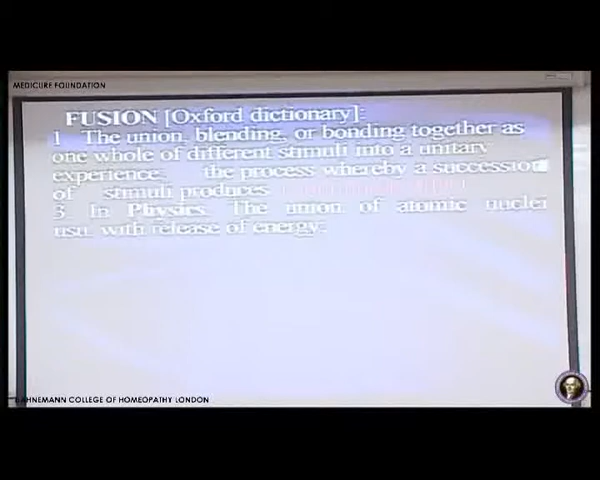 MEDICURE FOUNDATION
FUSION [Oxford dictionary]:
1 The union, blending, or bonding together as
one whole of different stimuli into a unitary
experience. the process whereby a succession
of stimuli produces
3. In Physics. The union of atomic nuclei
usu. with release of energy.
HAHNEMANN COLLEGE OF HOMEOPATHY LONDON